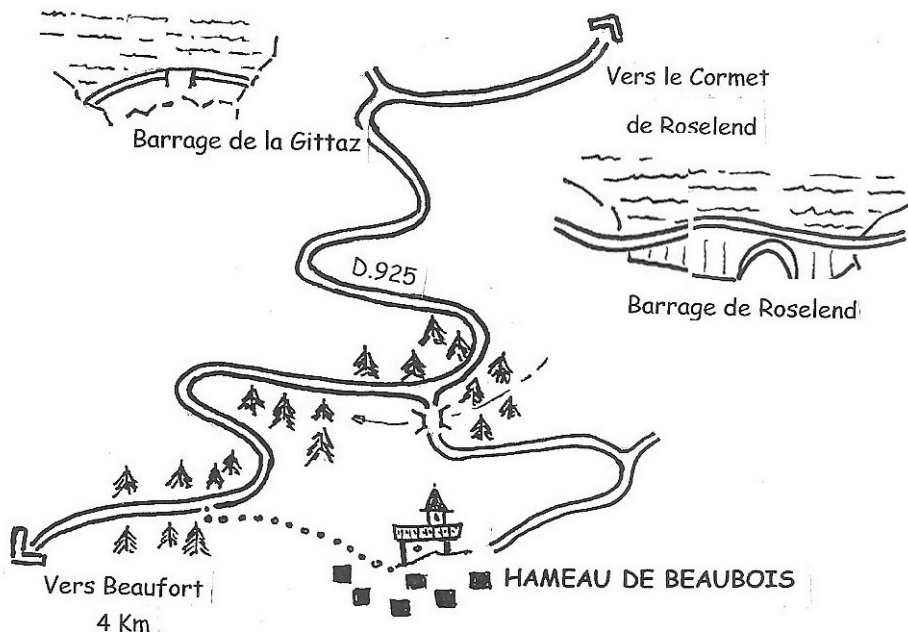 Vers le Cormet
de Roselend
Barrage de la Gittaz
D.925
Barrage de Roselend
HAMEAU DE BEAUBOIS
Vers Beaufort
4 Km